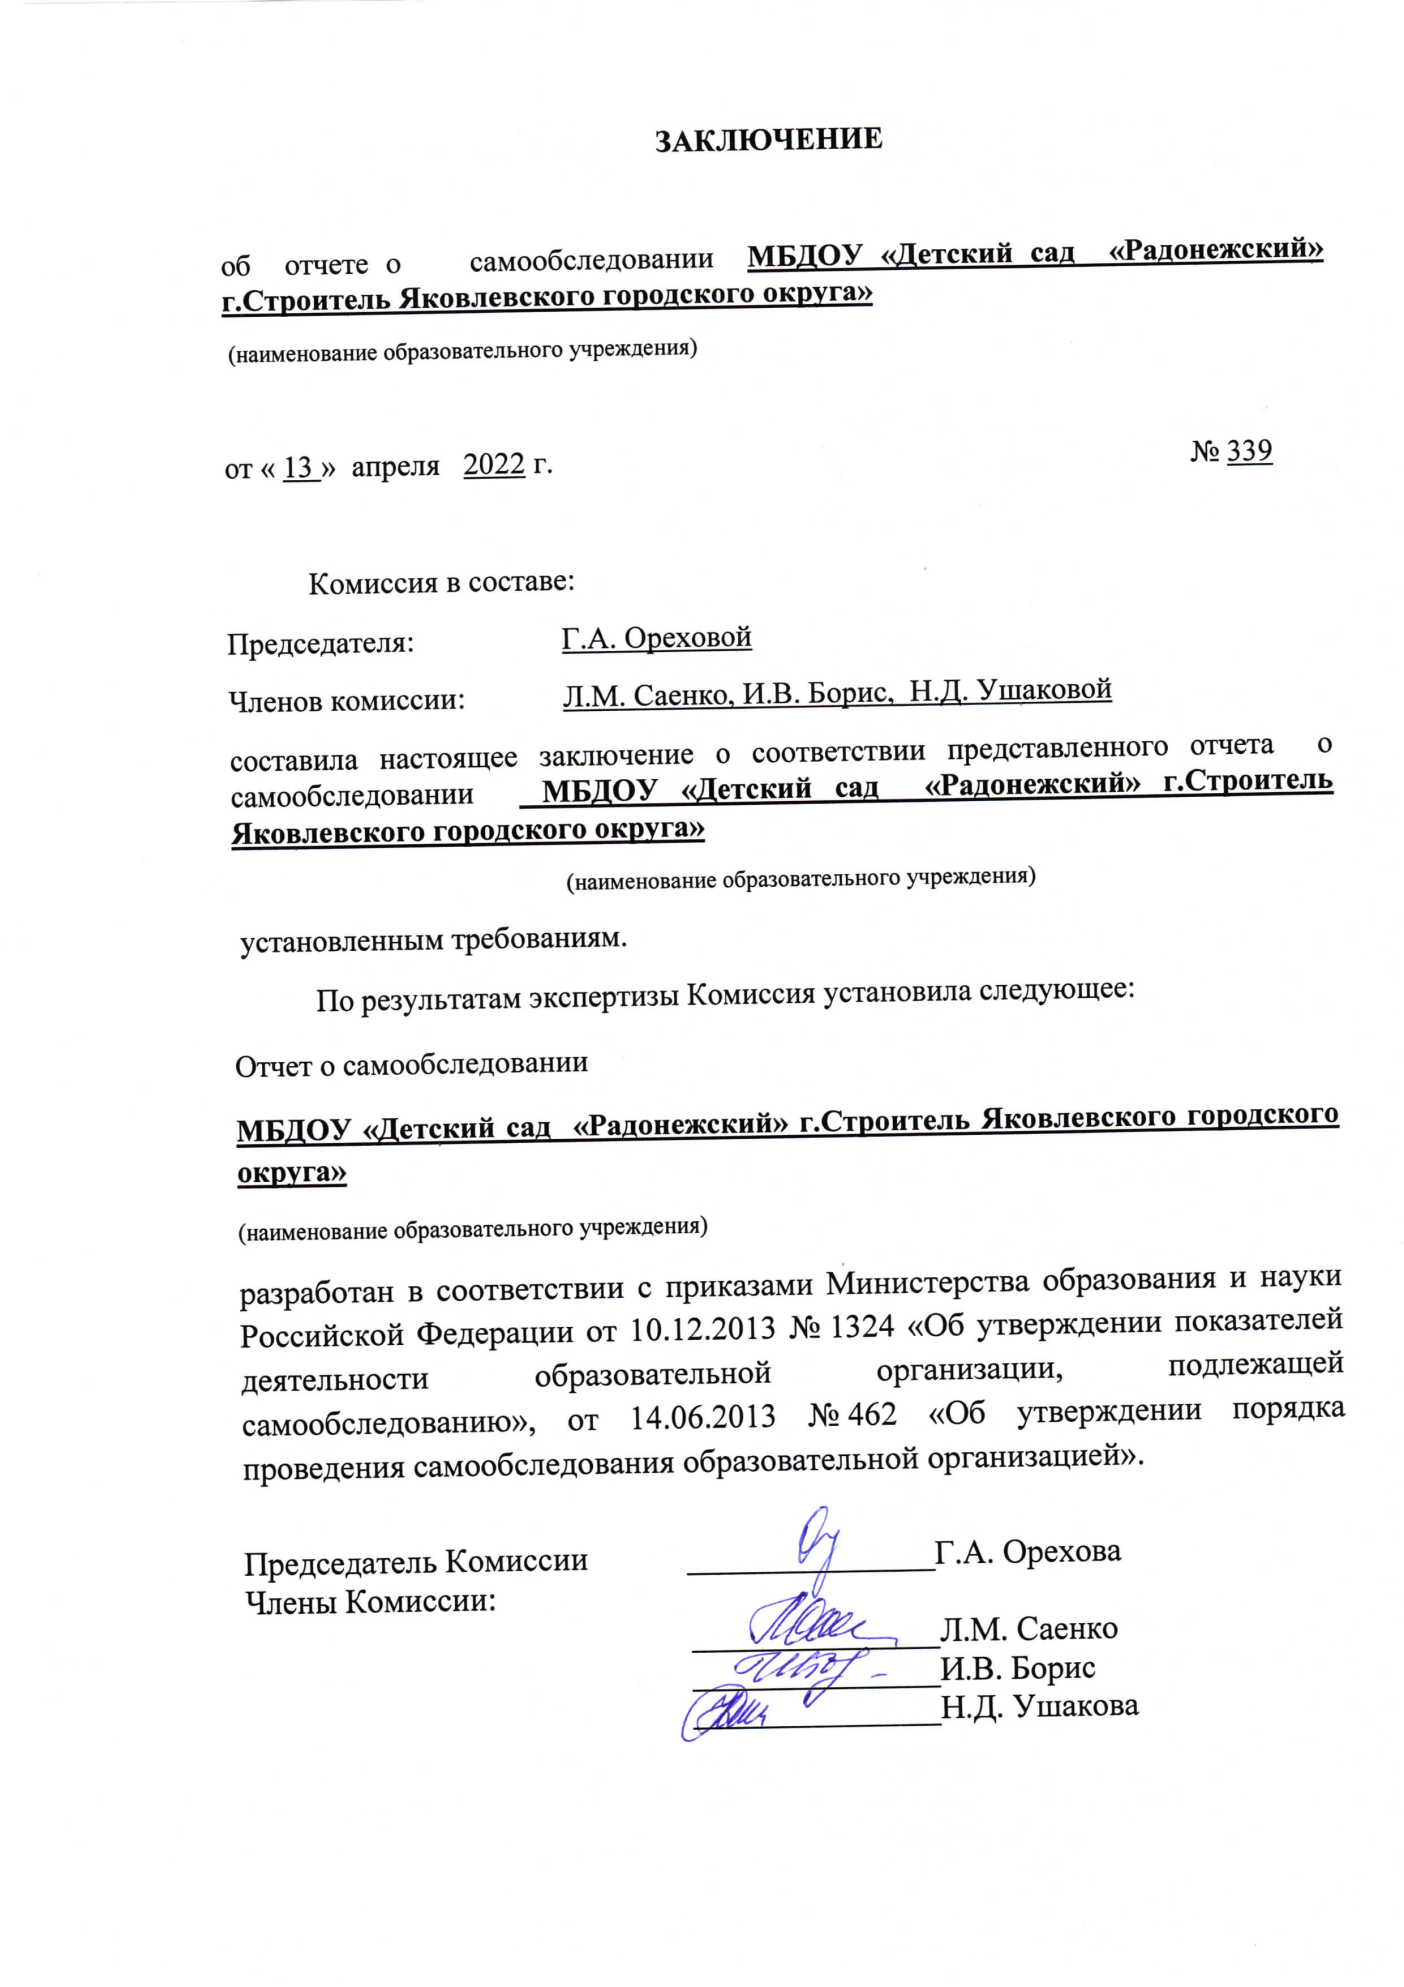 ЗАКЛЮЧЕНИЕ
об отчете о самообследовании МБДОУ «Детский сад «Радонежский»
г.Строитель Яковлевского городского округа»
(наименование образовательного учреждения)
от « 13 » апреля 2022 г. № 339
Комиссия в составе:
Председателя: Г.А. Ореховой
Членов комиссии: Л.М. Саенко, И.В. Борис, Н.Д. Ушаковой
составила настоящее заключение о соответствии представленного отчета о
самообследовании МБДОУ «Детский сад «Радонежский» г.Строитель
Яковлевского городского округа»
(наименование образовательного учреждения)
установленным требованиям.
По результатам экспертизы Комиссия установила следующее:
Отчет о самообследовании
МБДОУ «Детский сад «Радонежский» г.Строитель Яковлевского городского
округа»
(наименование образовательного учреждения)
разработан в соответствии с приказами Министерства образования и науки
Российской Федерации от 10.12.2013 № 1324 «Об утверждении показателей
деятельности образовательной организации, подлежащей
самообследованию», от 14.06.2013 № 462 «Об утверждении порядка
проведения самообследования образовательной организацией».
Председатель Комиссии Г.А. Орехова
Члены Комиссии:
Л.М. Саенко
И.В. Борис
Н.Д. Ушакова